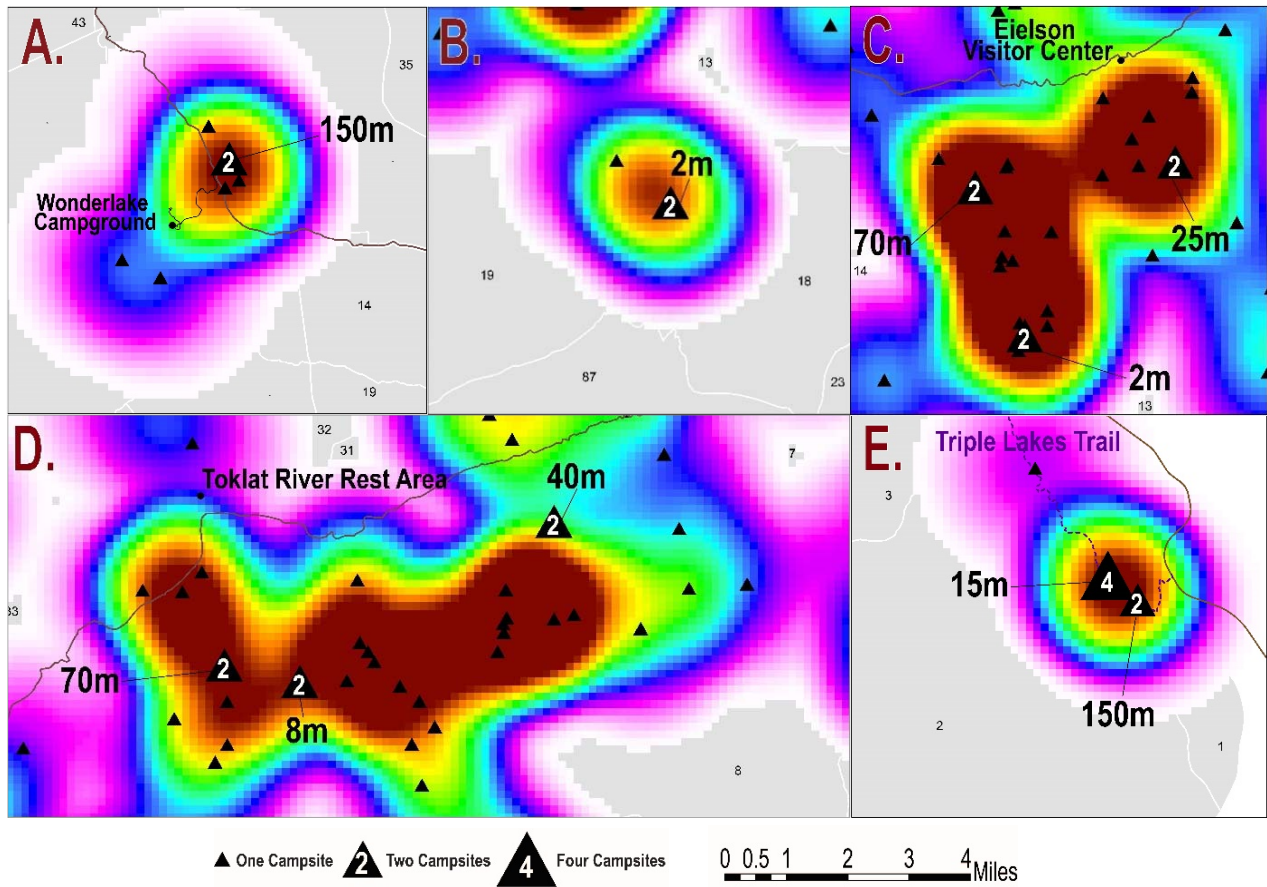 A.
43
35
150m
2
Wonderlake
Campground
14
19
B.
13
2m
2
19
18
87
23
C.
Eielson
Visitor Center
2
2
70m
25m
14
2
2m
13
D.
32
31
7
Toklat River Rest Area
40m
2
33
70m
2
2
8m
8
E.
Triple Lakes Trail
3
15m
4
2
150m
2
1
One Campsite
2 Two Campsites
4 Four Campsites
0 0.5 1 2 3 4
Miles